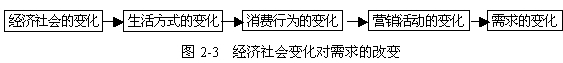 经济社会的变化 生活方式的变化 消费行为的变化 营销活动的变化 需求的变化
图 2-3 经济社会变化对需求的改变